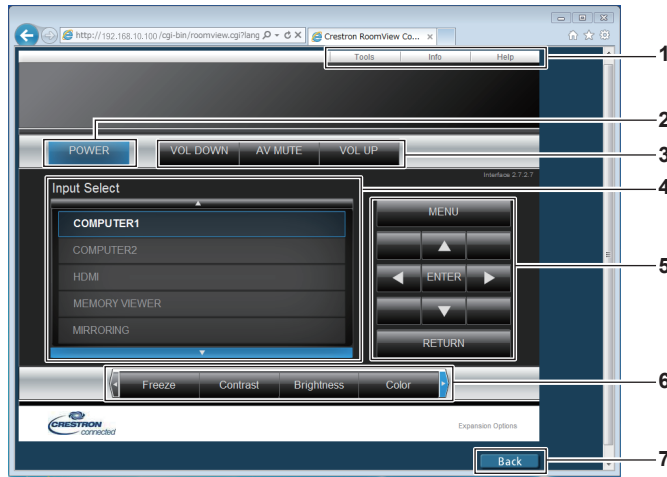 http://192.168.10.100/cgi-bin/roomview.cgi?lang
Crestron RoomView Co...
Tools Info Help
1
2
POWER
VOL DOWN AV MUTE VOL UP
3
Interface 2.7.2.7
4
Input Select
COMPUTER1
COMPUTER2
HDMI
MEMORY VIEWER
MIRRORING
MENU
ENTER
RETURN
5
Freeze Contrast Brightness Color
6
CRESTRON
connected
Expansion Options
Back
7